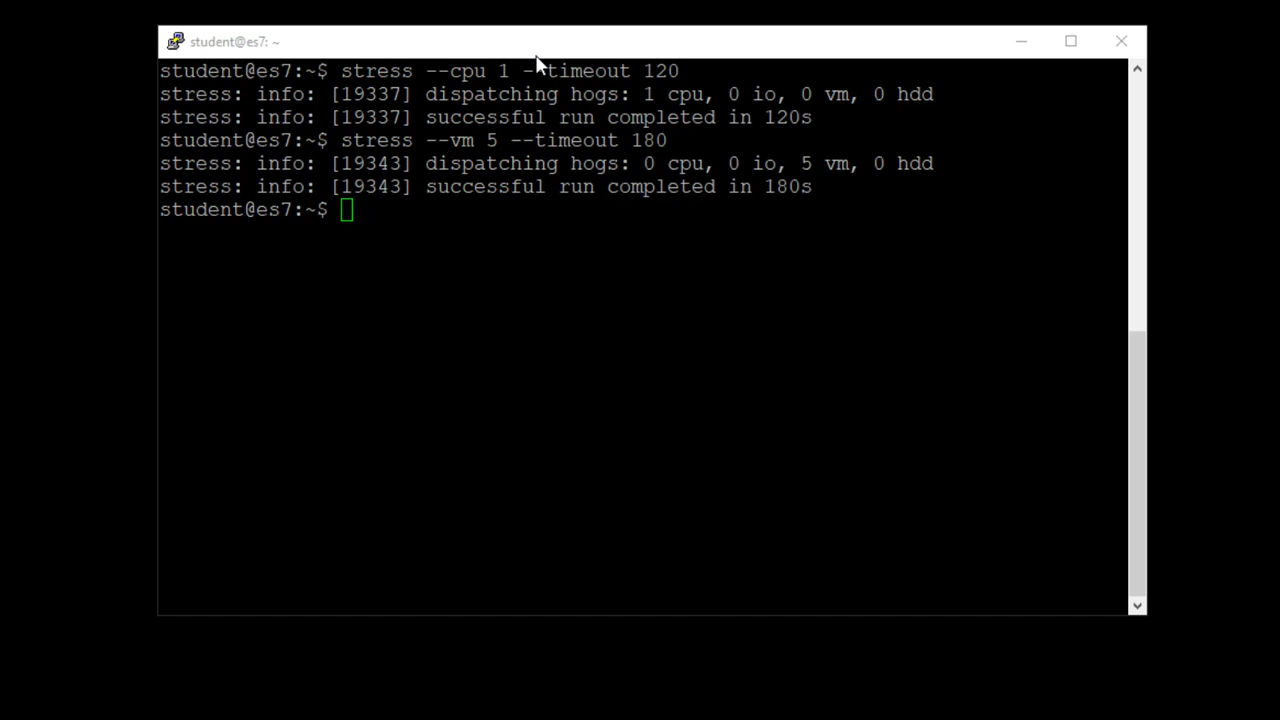 student@es7: ~
student@es7:~$ stress --cpu 1 --timeout 120
stress: info: [19337] dispatching hogs: 1 cpu, 0 io, 0 vm, 0 hdd
stress: info: [19337] successful run completed in 120s
student@es7:~$ stress --vm 5 --timeout 180
stress: info: [19343] dispatching hogs: 0 cpu, 0 io, 5 vm, 0 hdd
stress: info: [19343] successful run completed in 180s
student@es7:~$